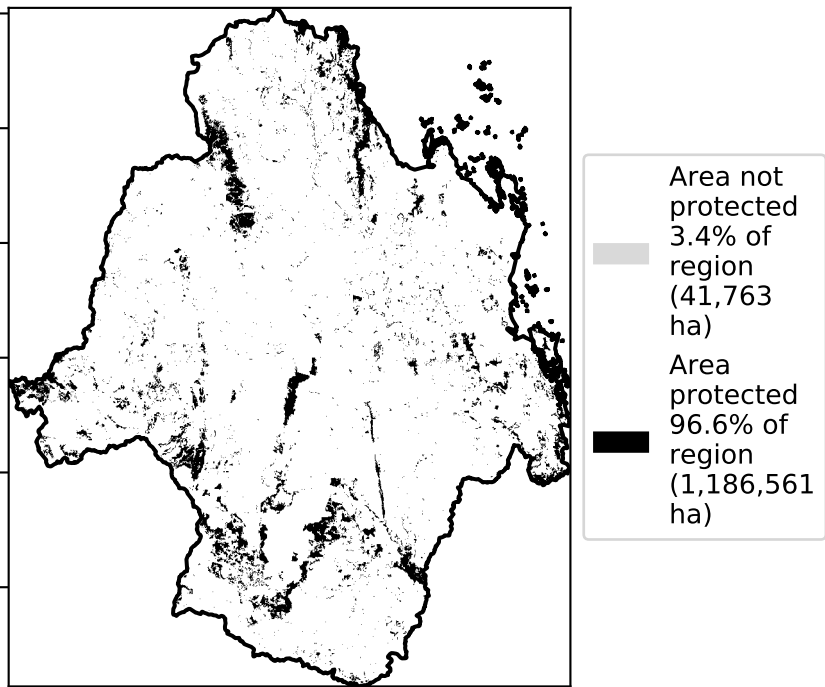 Area not
protected
3.4% of
region
(41,763
ha)
Area
protected
96.6% of
region
(1,186,561
ha)